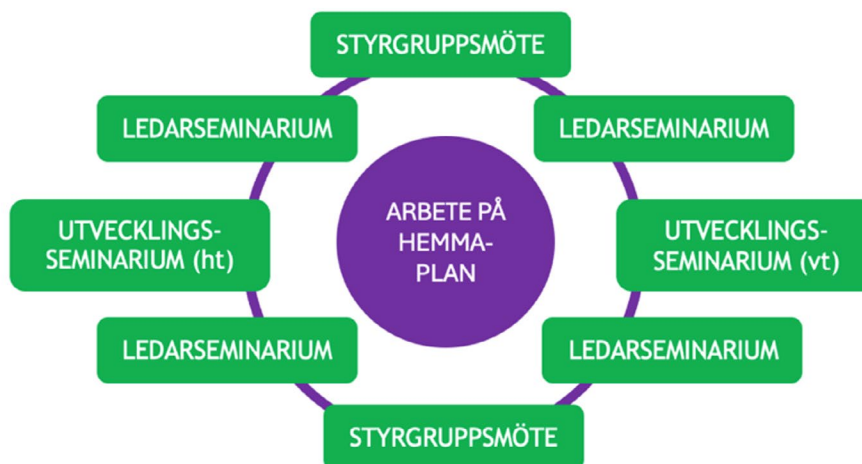 STYRGRUPPSMÖTE
LEDARSEMINARIUM
LEDARSEMINARIUM
UTVECKLINGS-
SEMINARIUM (ht)
ARBETE PÅ
HEMMA-
PLAN
UTVECKLINGS-
SEMINARIUM (vt)
LEDARSEMINARIUM
LEDARSEMINARIUM
STYRGRUPPSMÖTE